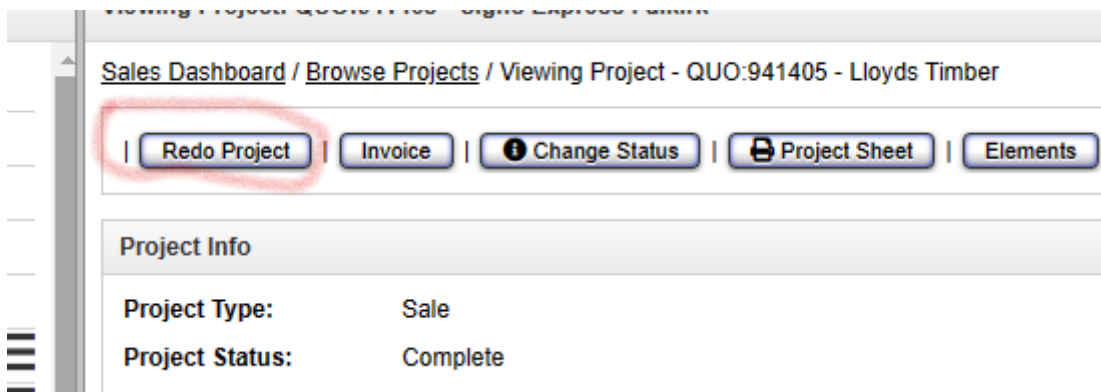 Sales Dashboard / Browse Projects / Viewing Project - QUO:941405 - Lloyds Timber
| Redo Project | Invoice | Change Status | Project Sheet | Elements
Project Info
Project Type: Sale
Project Status: Complete